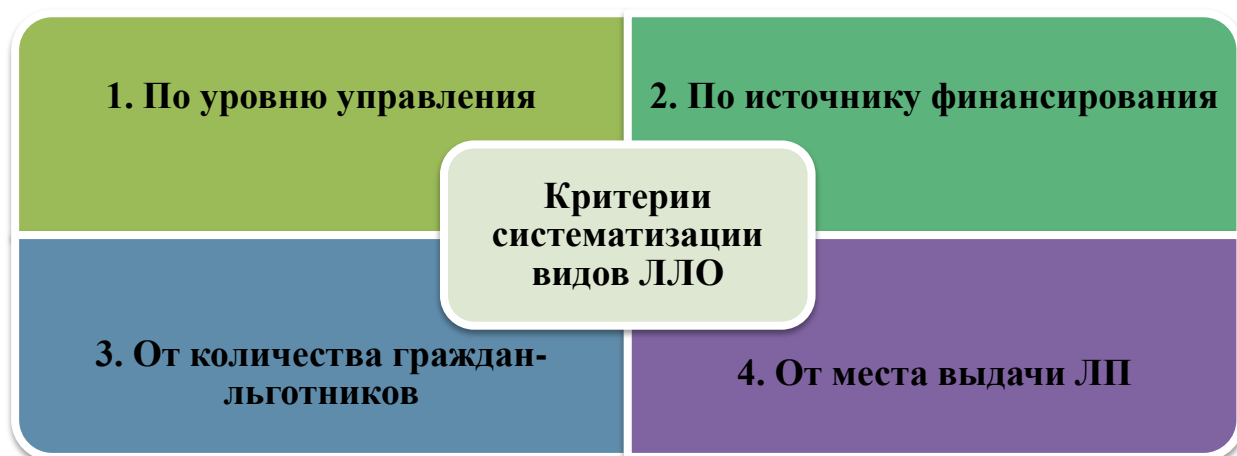 1. По уровню управления
2. По источнику финансирования
Критерии
систематизации
видов ЛЛО
3. От количества граждан-
льготников
4. От места выдачи ЛП